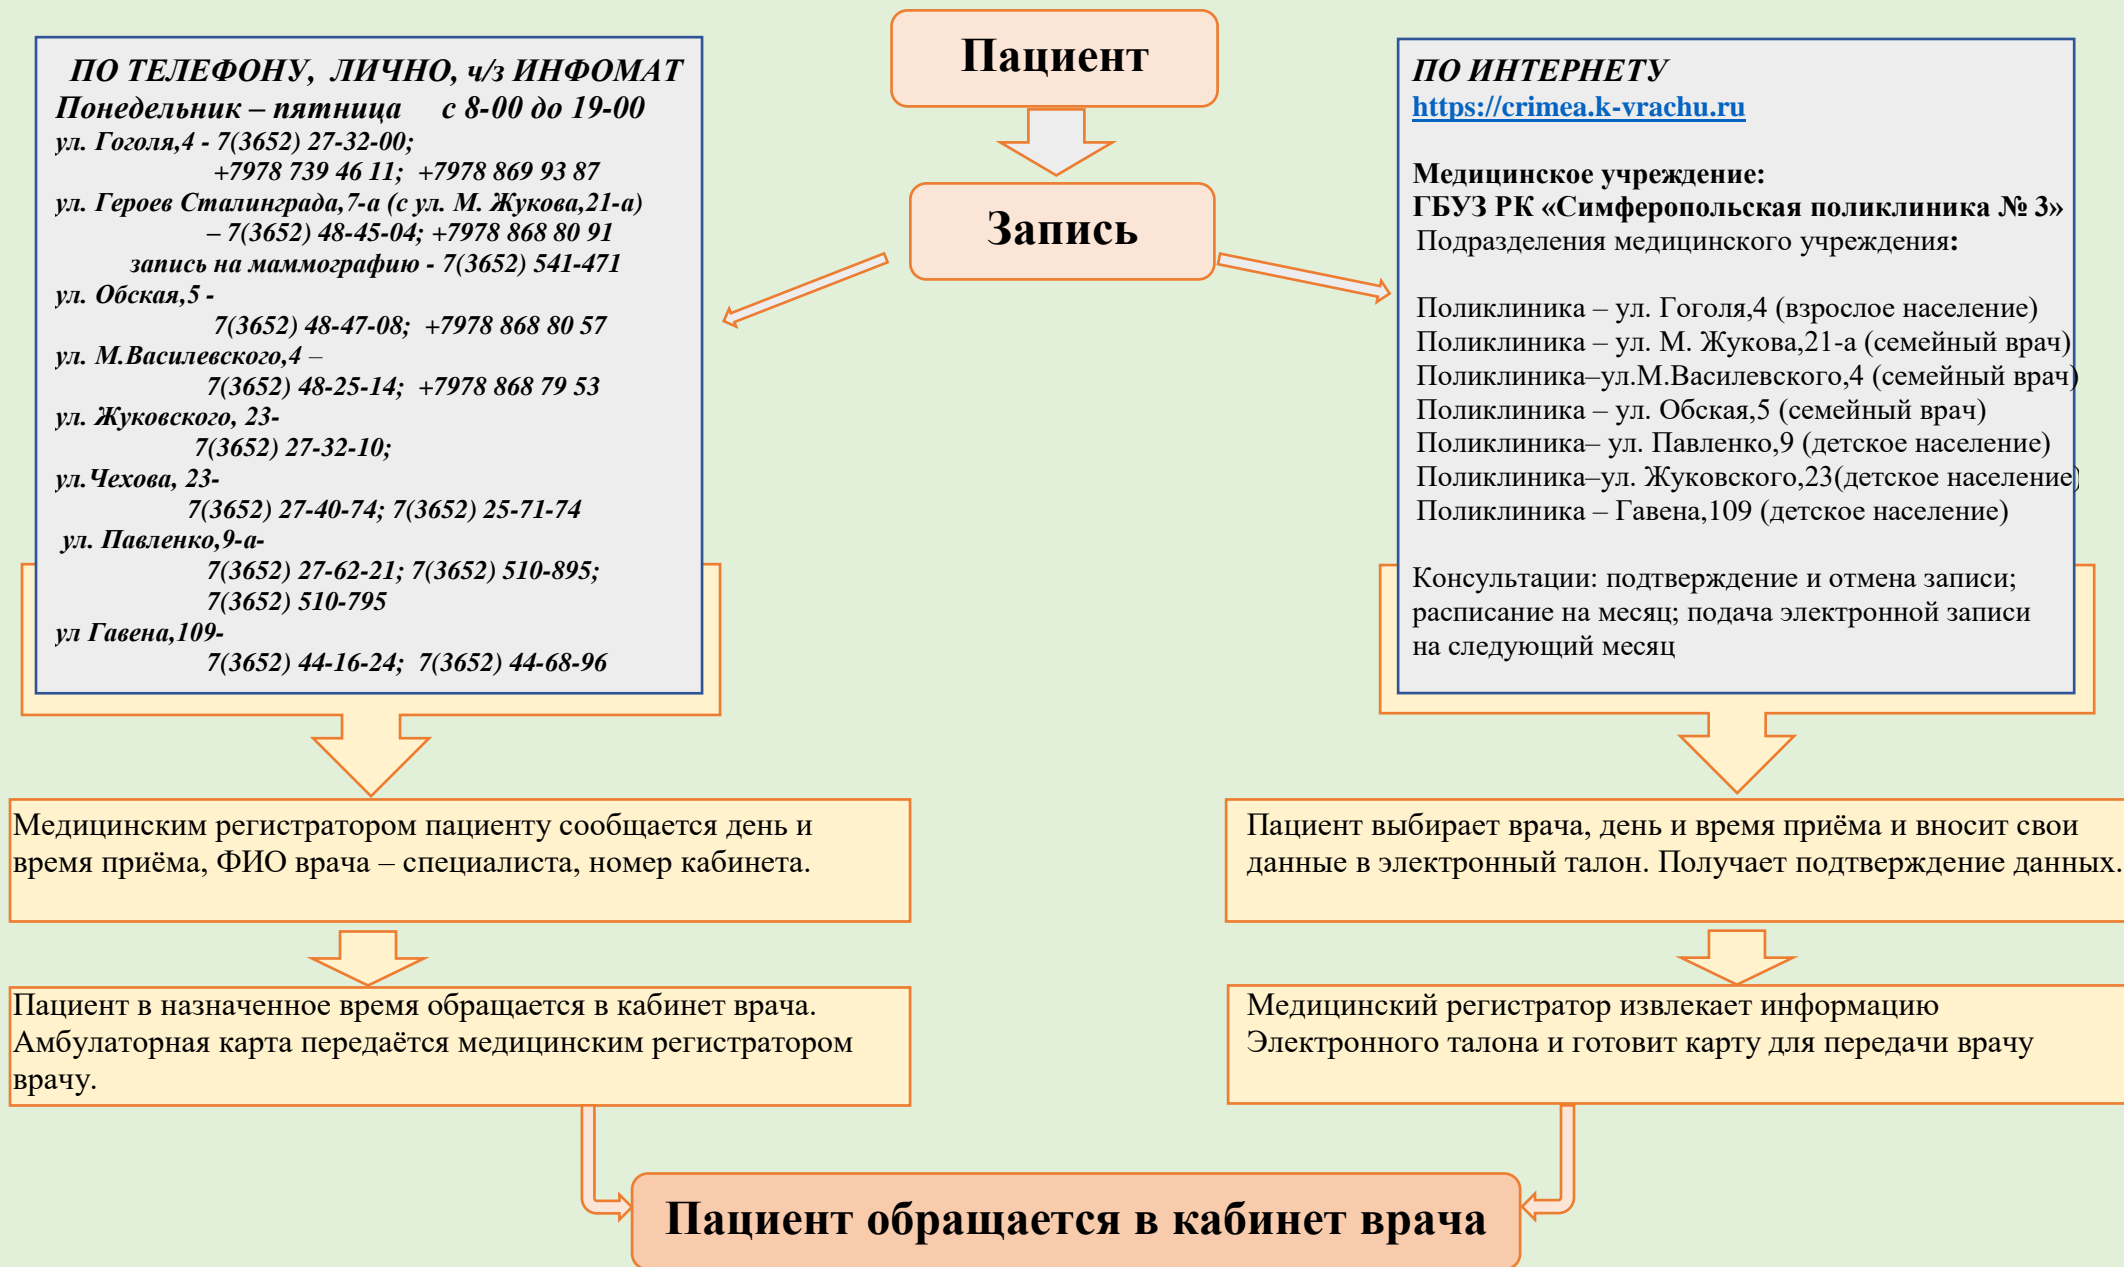 Пациент
Запись
ПО ТЕЛЕФОНУ, ЛИЧНО, ч/з ИНФОМАТ
Понедельник – пятница с 8-00 до 19-00
ул. Гоголя,4 - 7(3652) 27-32-00;
+7978 739 46 11; +7978 869 93 87
ул. Героев Сталинграда,7-а (с ул. М. Жукова,21-а)
– 7(3652) 48-45-04; +7978 868 80 91
запись на маммографию - 7(3652) 541-471
ул. Обская,5 -
7(3652) 48-47-08; +7978 868 80 57
ул. М.Василевского,4 –
7(3652) 48-25-14; +7978 868 79 53
ул. Жуковского, 23-
7(3652) 27-32-10;
ул.Чехова, 23-
7(3652) 27-40-74; 7(3652) 25-71-74
ул. Павленко,9-а-
7(3652) 27-62-21; 7(3652) 510-895;
7(3652) 510-795
ул Гавена,109-
7(3652) 44-16-24; 7(3652) 44-68-96
ПО ИНТЕРНЕТУ
https://crimea.k-vrachu.ru
Медицинское учреждение:
ГБУЗ РК «Симферопольская поликлиника № 3»
Подразделения медицинского учреждения:
Поликлиника – ул. Гоголя,4 (взрослое население)
Поликлиника – ул. М. Жукова,21-а (семейный врач)
Поликлиника–ул.М.Василевского,4 (семейный врач)
Поликлиника – ул. Обская,5 (семейный врач)
Поликлиника– ул. Павленко,9 (детское население)
Поликлиника–ул. Жуковского,23(детское население)
Поликлиника – Гавена,109 (детское население)
Консультации: подтверждение и отмена записи;
расписание на месяц; подача электронной записи
на следующий месяц
Медицинским регистратором пациенту сообщается день и
время приёма, ФИО врача – специалиста, номер кабинета.
Пациент в назначенное время обращается в кабинет врача.
Амбулаторная карта передаётся медицинским регистратором
врачу.
Пациент выбирает врача, день и время приёма и вносит свои
данные в электронный талон. Получает подтверждение данных.
Медицинский регистратор извлекает информацию
Электронного талона и готовит карту для передачи врачу
Пациент обращается в кабинет врача